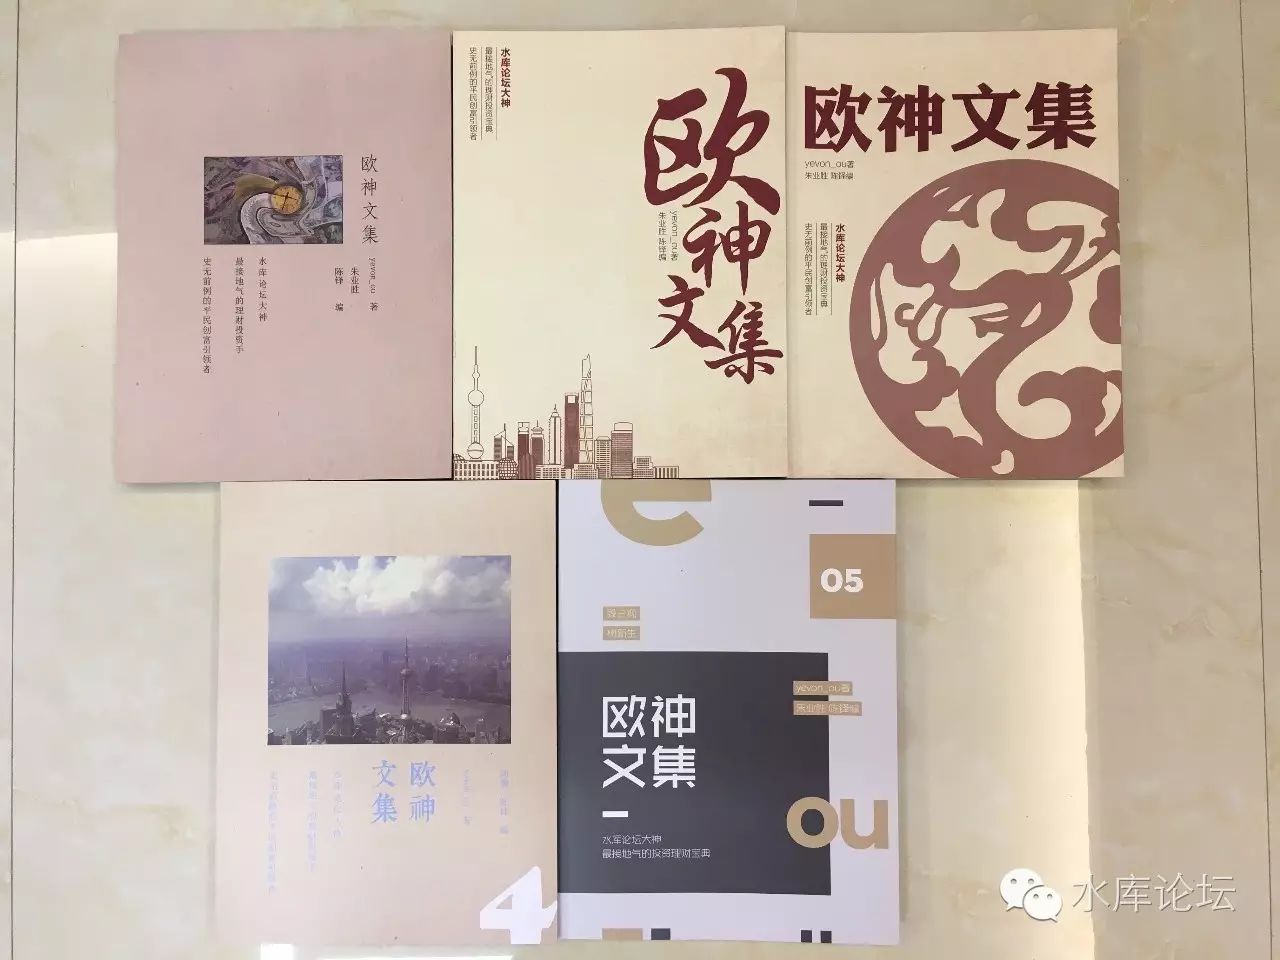 欧神文集
yevon_ou 著
朱业胜
陈铎 编
水库论坛大神
最接地气的理财投资手
史无前例的平民创富引领者
水库论坛大神
最接地气的理财投资宝典
史无前例的平民创富引领者
欧神文集
yevon_ou著
朱业胜 陈铎编
欧神文集
yevon_ou著
朱业胜 陈铎编
水库论坛大神
最接地气的理财投资宝典
史无前例的平民创富引领者
欧神
文集
4
e
05
毁三观
树新生
yevon_ou著
朱业胜 陈铎编
欧神
文集
水库论坛大神
最接地气的投资理财宝典
ou
水库论坛